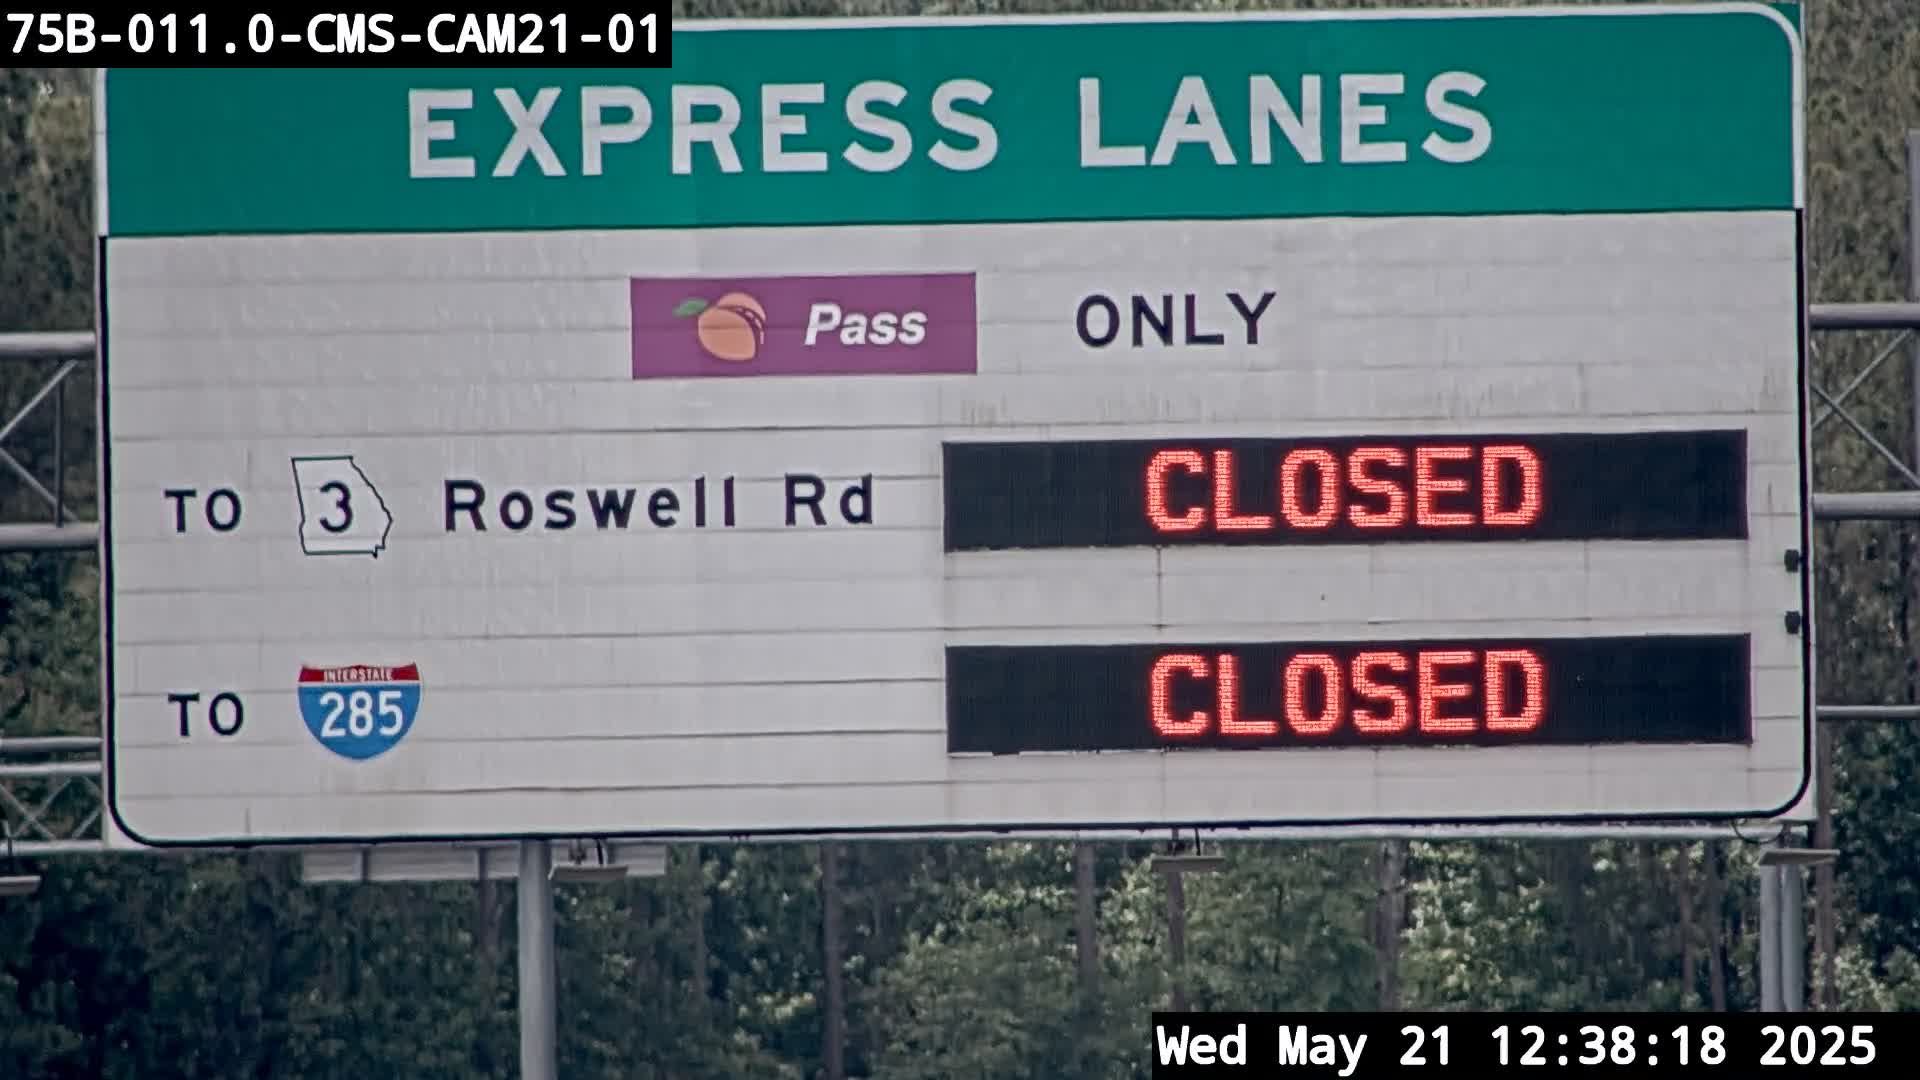 75B-011.0-CMS-CAM21-01
EXPRESS LANES
Pass ONLY
TO 3 Roswell Rd CLOSED
TO INTERSTATE 285 CLOSED
Wed May 21 12:38:18 2025